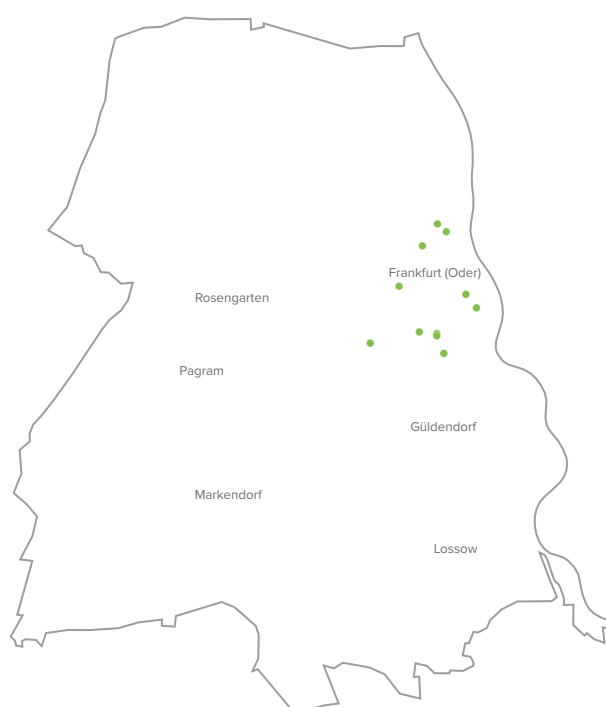 Frankfurt (Oder)
Rosengarten
Pagram
Güldendorf
Markendorf
Lossow